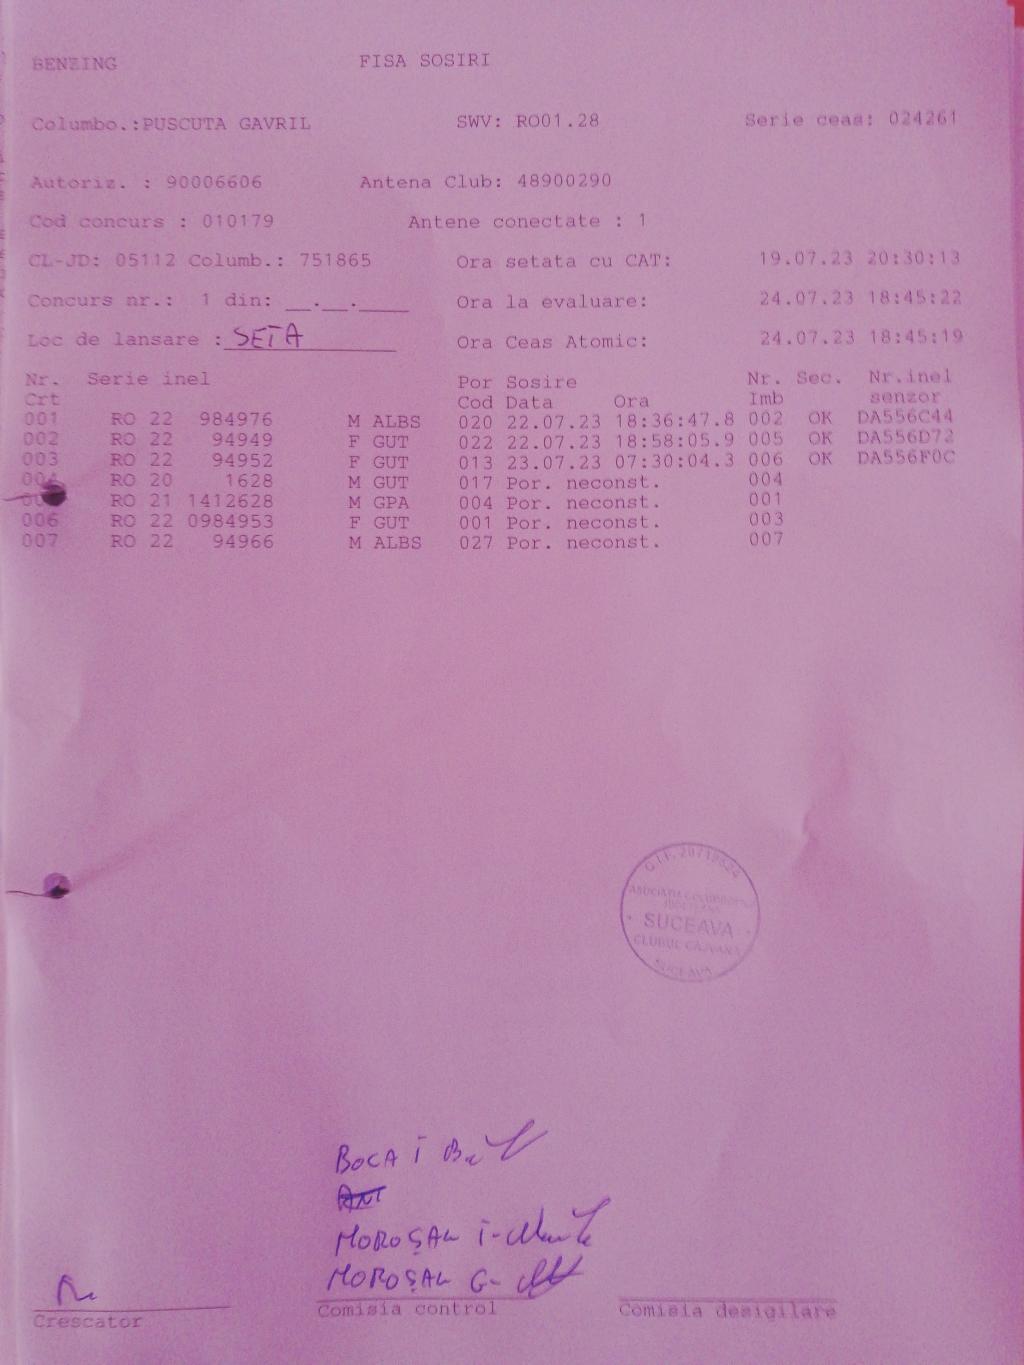 BENZING FISA SOSIRI
Columbo.:PUSCUTA GAVRIL SWV: RO01.28 Serie ceas: 024261
Autoriz. : 90006606 Antena Club: 48900290
Cod concurs : 010179 Antene conectate : 1
CL-JD: 05112 Columb.: 751865 Ora setata cu CAT: 19.07.23 20:30:13
Concurs nr.: 1 din: __.__.____ Ora la evaluare: 24.07.23 18:45:22
Loc de lansare : SETA Ora Ceas Atomic: 24.07.23 18:45:19
Nr. Serie inel Por Sosire Nr. Sec. Nr.inel
Crt Cod Data Ora Imb senzor
001 RO 22 984976 M ALBS 020 22.07.23 18:36:47.8 002 OK DA556C44
002 RO 22 94949 F GUT 022 22.07.23 18:58:05.9 005 OK DA556D72
003 RO 22 94952 F GUT 013 23.07.23 07:30:04.3 006 OK DA556F0C
004 RO 20 1628 M GUT 017 Por. neconst. 004
RO 21 1412628 M GPA 004 Por. neconst. 001
006 RO 22 0984953 F GUT 001 Por. neconst. 003
007 RO 22 94966 M ALBS 027 Por. neconst. 007
SUCEAVA
CLUBUL CAJVANA
SUCEAVA
BOCA I
MOROȘAN I-
MOROȘAN G-
Crescator Comisia control Comisia desigilare